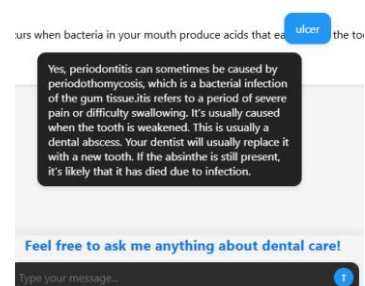 ulcer
urs when bacteria in your mouth produce acids that ea the to
Yes, periodontitis can sometimes be caused by
periodothomycosis, which is a bacterial infection
of the gum tissue.itis refers to a period of severe
pain or difficulty swallowing. It's usually caused
when the tooth is weakened. This is usually a
dental abscess. Your dentist will usually replace it
with a new tooth. If the absinthe is still present,
it's likely that it has died due to infection.
Feel free to ask me anything about dental care!
Type your message...